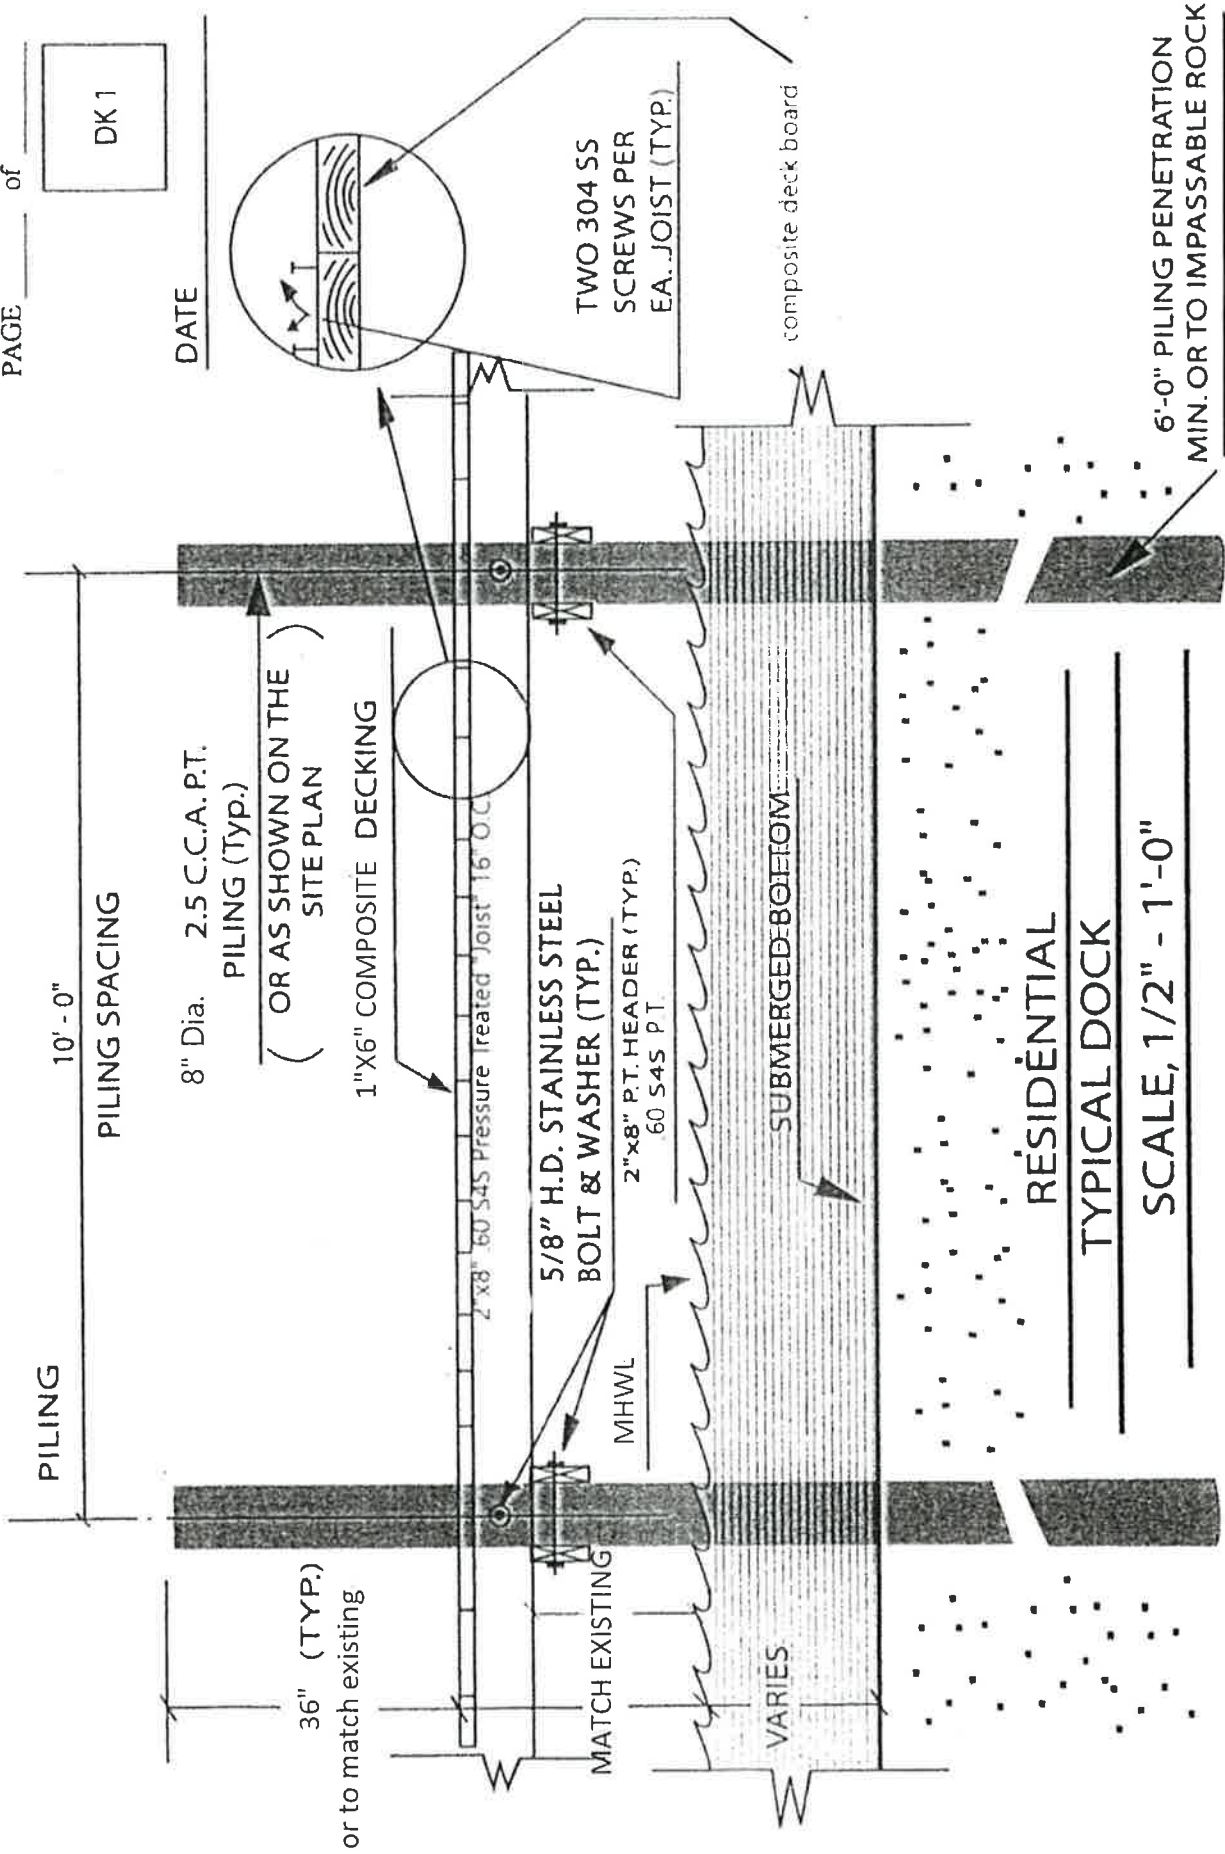 PAGE ____ of ____
DK 1
DATE
PILING
10' - 0"
PILING SPACING
8" Dia. 2.5 C.C.A. P.T.
PILING (Typ.)
( OR AS SHOWN ON THE
SITE PLAN )
1"X6" COMPOSITE DECKING
36" (TYP.)
or to match existing
2"x8" .60 S4S Pressure Treated "Joist" 16" O.C.
5/8" H.D. STAINLESS STEEL
BOLT & WASHER (TYP.)
2"x8" P.T. HEADER (TYP.)
.60 S4S P.T.
TWO 304 SS
SCREWS PER
EA. JOIST (TYP.)
composite deck board
MATCH EXISTING
MHWL
VARIES
SUBMERGED BOTTOM
6'-0" PILING PENETRATION
MIN. OR TO IMPASSABLE ROCK
RESIDENTIAL
TYPICAL DOCK
SCALE, 1/2" - 1'-0"